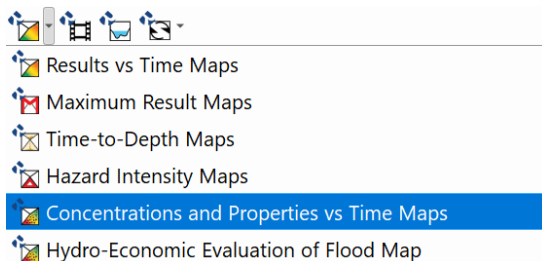 Results vs Time Maps
Maximum Result Maps
Time-to-Depth Maps
Hazard Intensity Maps
Concentrations and Properties vs Time Maps
Hydro-Economic Evaluation of Flood Map